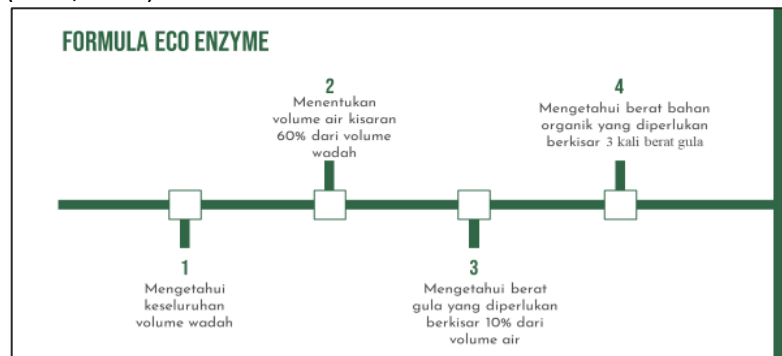 FORMULA ECO ENZYME
1
Mengetahui
keseluruhan
volume wadah
2
Menentukan
volume air kisaran
60% dari volume
wadah
3
Mengetahui berat
gula yang diperlukan
berkisar 10% dari
volume air
4
Mengetahui berat bahan
organik yang diperlukan
berkisar 3 kali berat gula